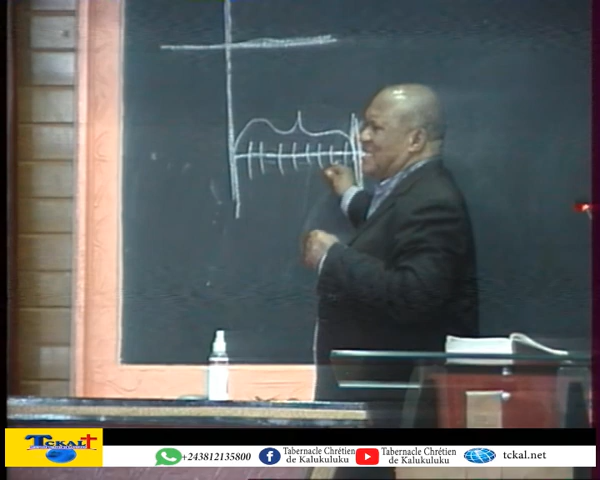 TCKAL
+243812135800
Tabernacle Chrétien
de Kalukuluku
Tabernacle Chrétien
de Kalukuluku
tckal.net